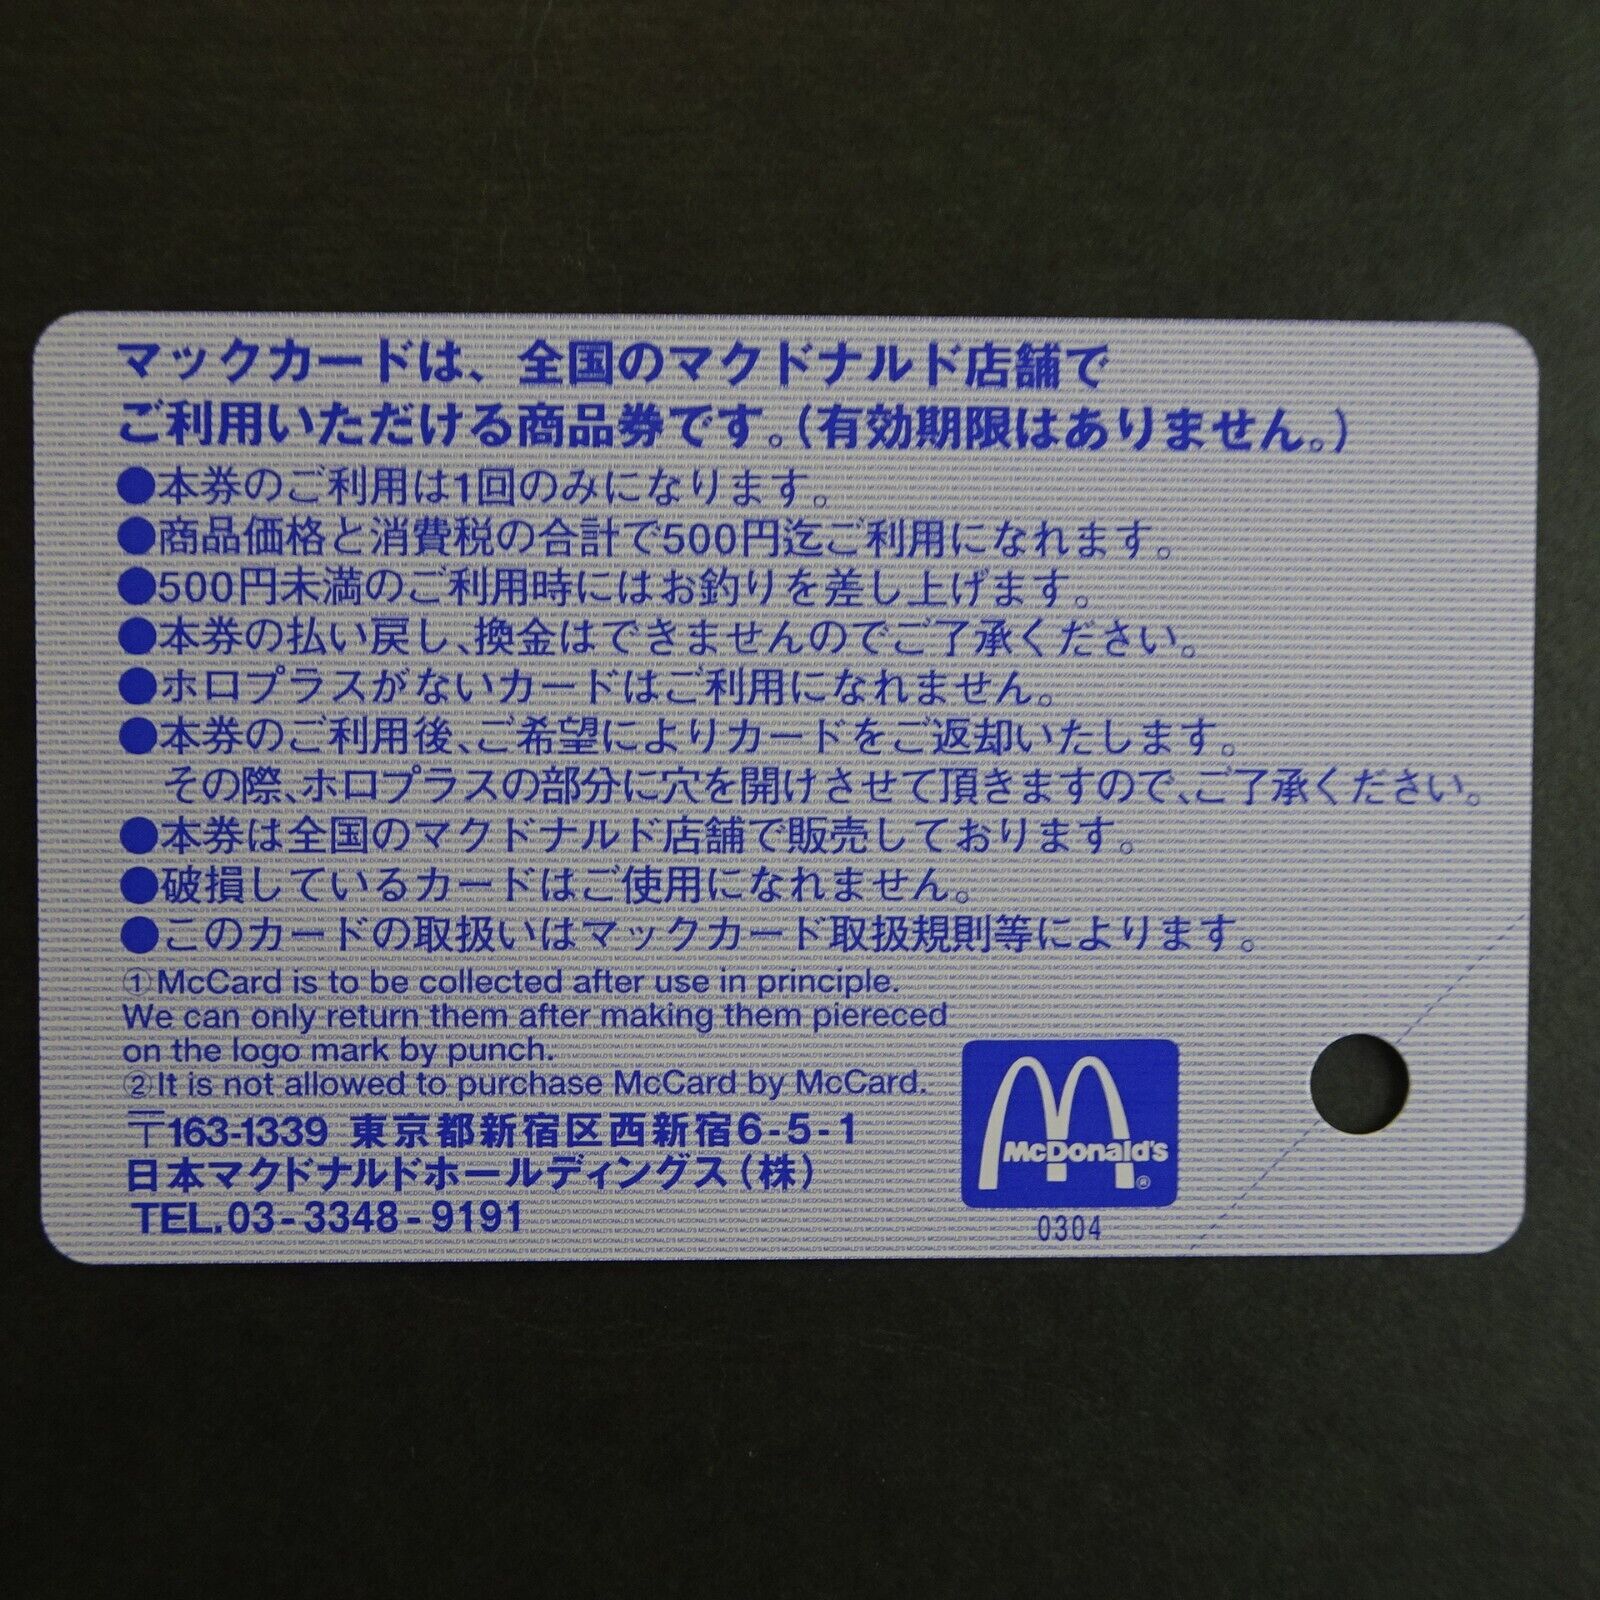 マックカードは、全国のマクドナルド店舗で
ご利用いただける商品券です。(有効期限はありません。)
●本券のご利用は1回のみになります。
●商品価格と消費税の合計で500円迄ご利用になれます。
●500円未満のご利用時にはお釣りを差し上げます。
●本券の払い戻し、換金はできませんのでご了承ください。
●ホロプラスがないカードはご利用になれません。
●本券のご利用後、ご希望によりカードをご返却いたします。
その際、ホロプラスの部分に穴を開けさせて頂きますので、ご了承ください。
●本券は全国のマクドナルド店舗で販売しております。
●破損しているカードはご使用になれません。
●このカードの取扱いはマックカード取扱規則等によります。
①McCard is to be collected after use in principle.
We can only return them after making them piereced
on the logo mark by punch.
②It is not allowed to purchase McCard by McCard.
〒163-1339 東京都新宿区西新宿6-5-1
日本マクドナルドホールディングス(株)
TEL.03-3348-9191
McDonald's®
0304